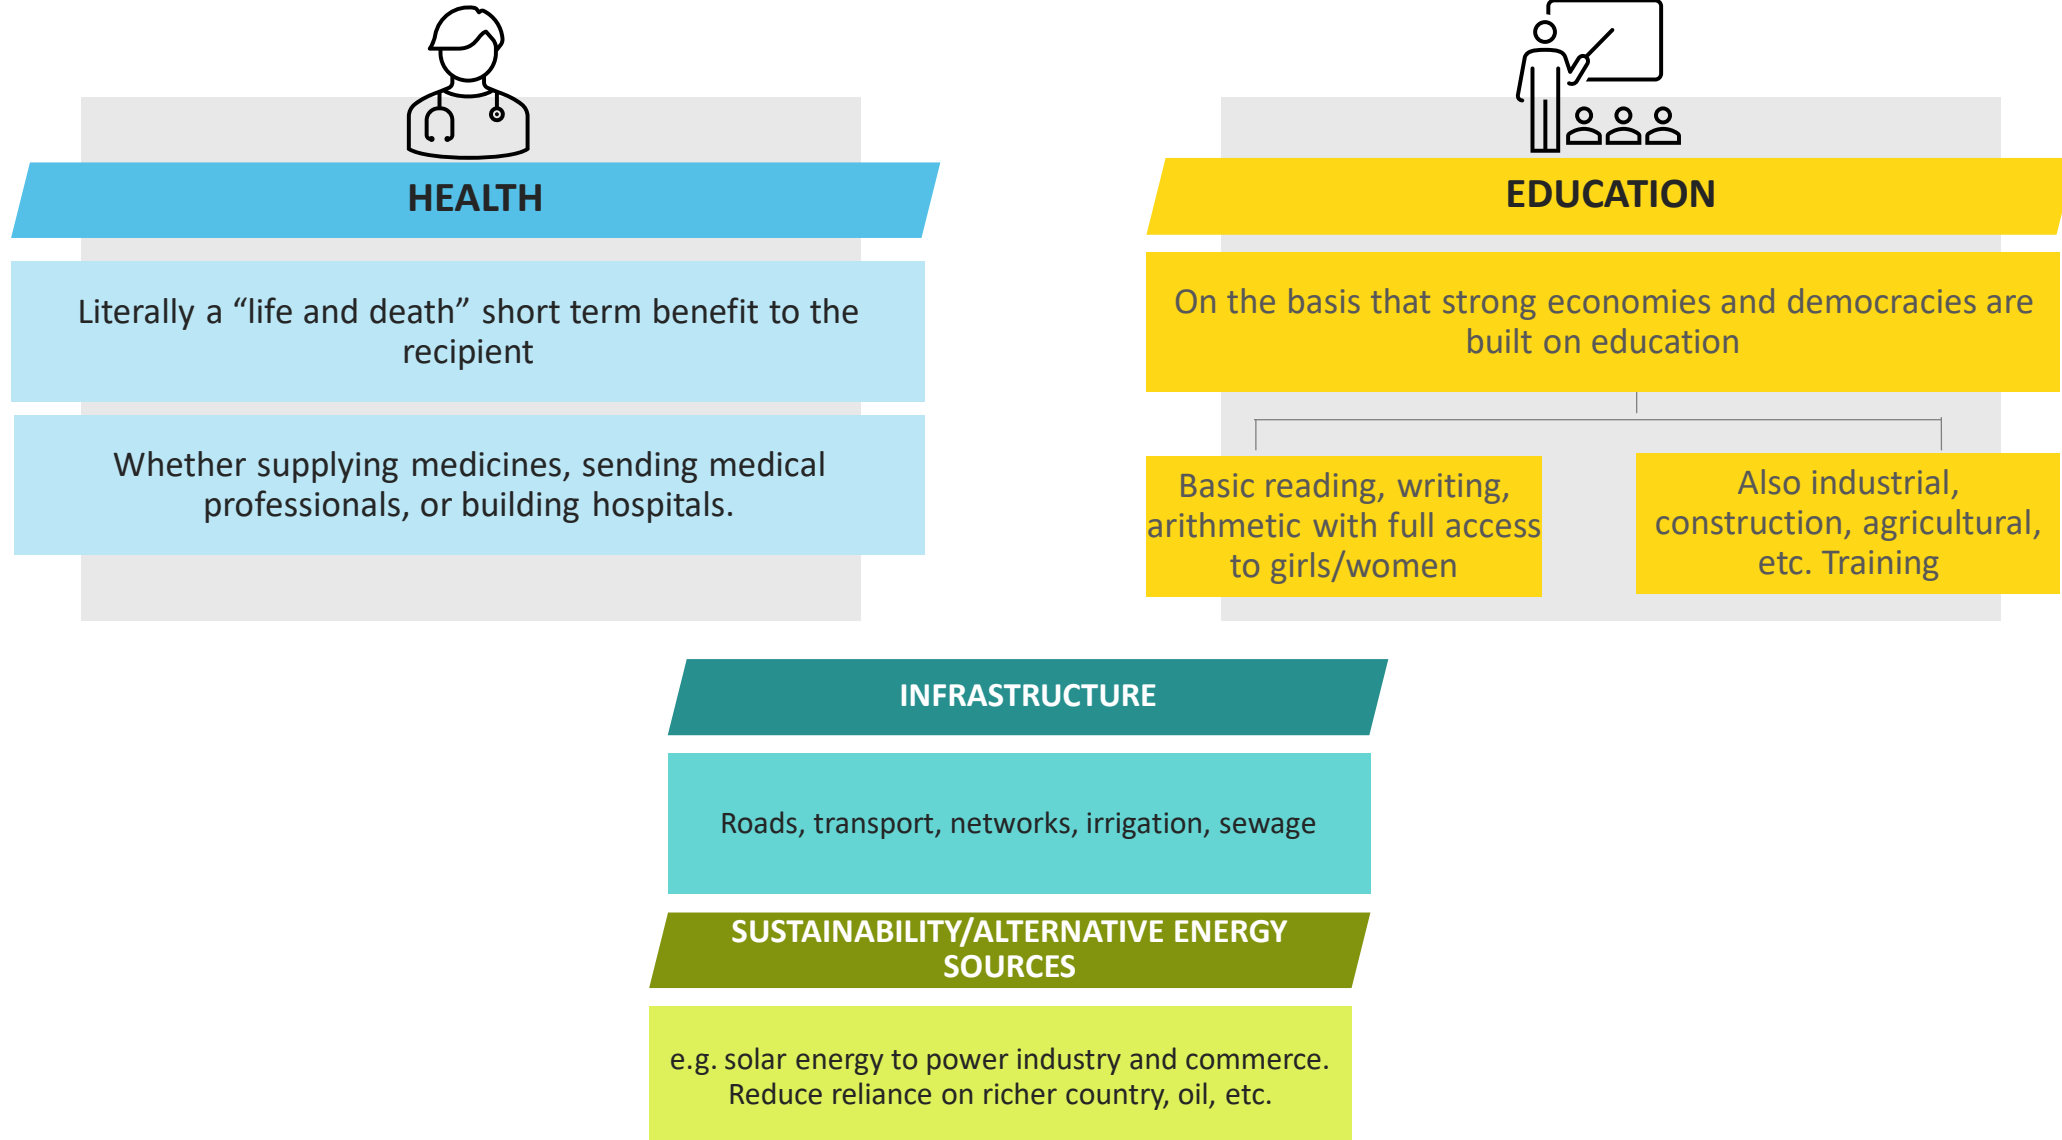 HEALTH
Literally a “life and death” short term benefit to the
recipient
Whether supplying medicines, sending medical
professionals, or building hospitals.
EDUCATION
On the basis that strong economies and democracies are
built on education
Basic reading, writing,
arithmetic with full access
to girls/women
Also industrial,
construction, agricultural,
etc. Training
INFRASTRUCTURE
Roads, transport, networks, irrigation, sewage
SUSTAINABILITY/ALTERNATIVE ENERGY
SOURCES
e.g. solar energy to power industry and commerce.
Reduce reliance on richer country, oil, etc.